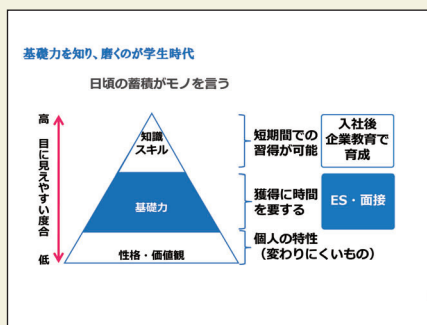 基礎力を知り、磨くのが学生時代
日頃の蓄積がモノを言う
高
目に見えやすい度合
低
知識
スキル
基礎力
性格・価値観
短期間での
習得が可能
獲得に時間
を要する
個人の特性
(変わりにくいもの)
入社後
企業教育で
育成
ES・面接